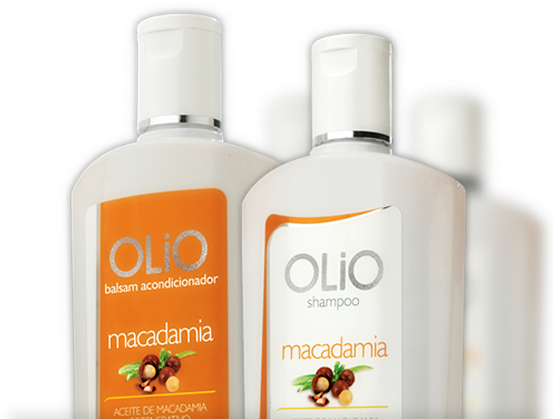 OLiO
balsam acondicionador
macadamia
ACEITE DE MACADAMIA
OLiO
shampoo
macadamia